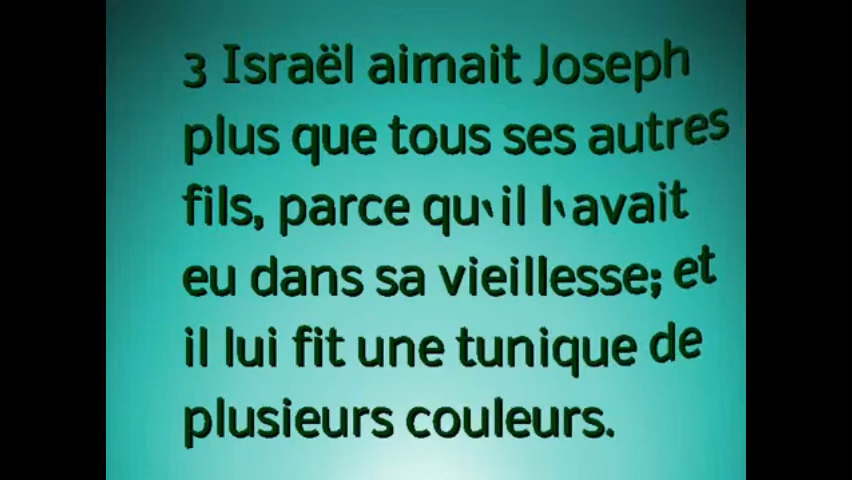 3 Israël aimait Joseph
plus que tous ses autres
fils, parce qu'il l'avait
eu dans sa vieillesse; et
il lui fit une tunique de
plusieurs couleurs.